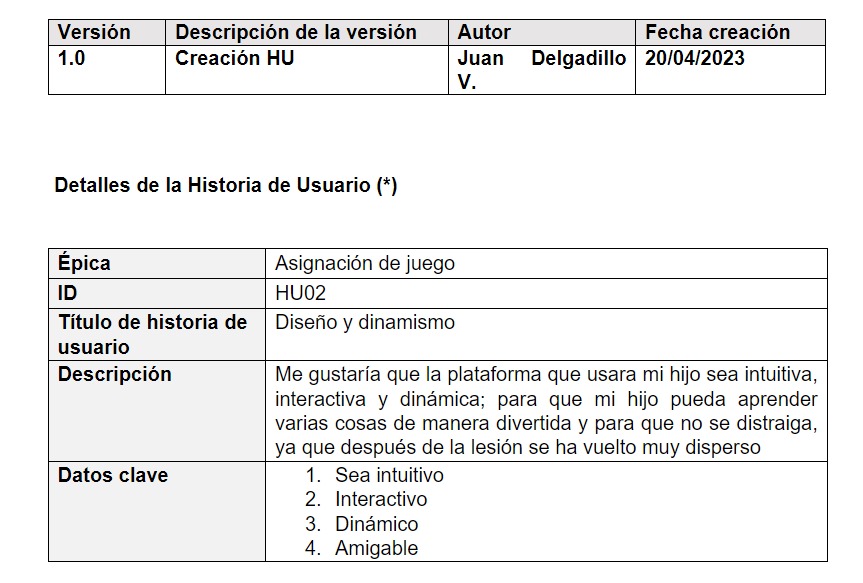 Versión Descripción de la versión Autor Fecha creación
1.0 Creación HU Juan Delgadillo 20/04/2023
V.
Detalles de la Historia de Usuario (*)
Épica Asignación de juego
ID HU02
Título de historia de Diseño y dinamismo
usuario
Descripción Me gustaría que la plataforma que usara mi hijo sea intuitiva,
interactiva y dinámica; para que mi hijo pueda aprender
varias cosas de manera divertida y para que no se distraiga,
ya que después de la lesión se ha vuelto muy disperso
Datos clave 1. Sea intuitivo
2. Interactivo
3. Dinámico
4. Amigable